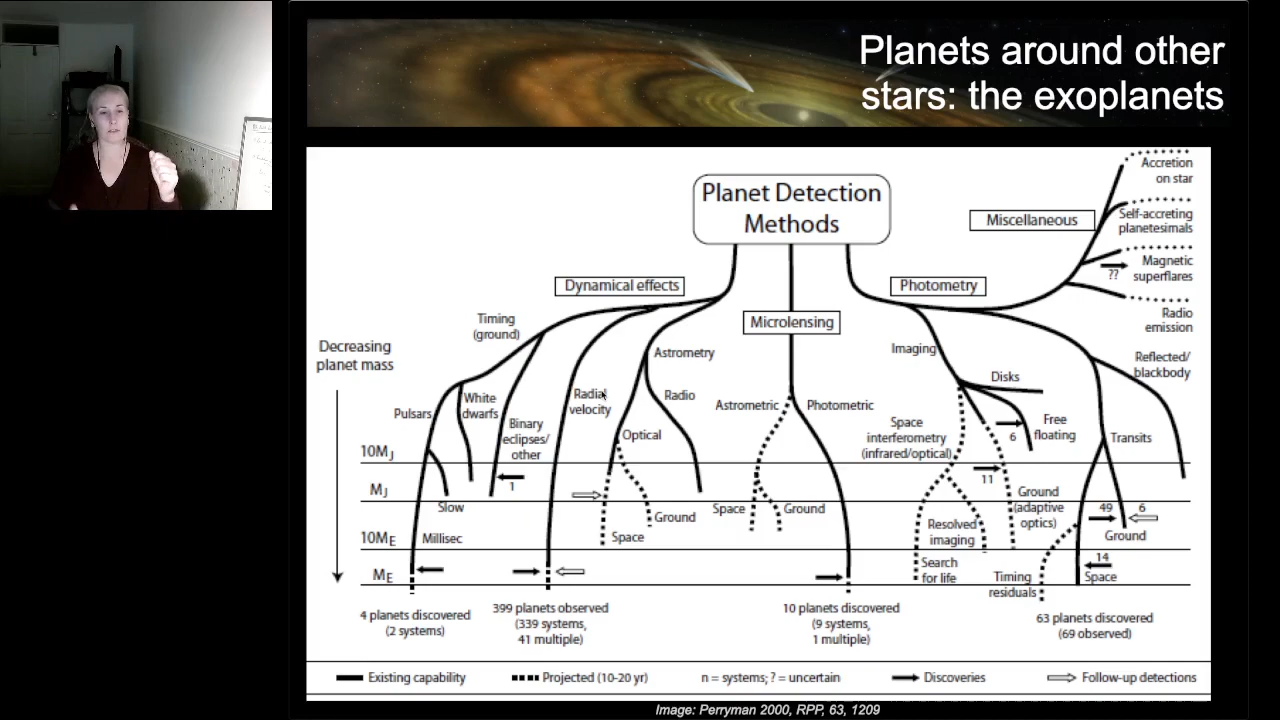 Planets around other
stars: the exoplanets
Planet Detection
Methods
Miscellaneous
Accretion
on star
Self-accreting
planetesimals
Magnetic
superflares
??
Radio
emission
Dynamical effects
Photometry
Microlensing
Timing
(ground)
Decreasing
planet mass
Astrometry
Imaging
Reflected/
blackbody
Disks
Pulsars
White
dwarfs
Radial
velocity
Radio
Astrometric
Photometric
Binary
eclipses/
other
Optical
Space
interferometry
(infrared/optical)
Free
floating
6
Transits
10MJ
MJ
10ME
ME
1
11
Slow
Millisec
Space
Ground
Space
Ground
Ground
(adaptive
optics)
Resolved
imaging
Search
for life
Timing
residuals
49
6
Ground
14
Space
4 planets discovered
(2 systems)
399 planets observed
(339 systems,
41 multiple)
10 planets discovered
(9 systems,
1 multiple)
63 planets discovered
(69 observed)
Existing capability
Projected (10-20 yr)
n = systems; ? = uncertain
Discoveries
Follow-up detections
Image: Perryman 2000, RPP, 63, 1209